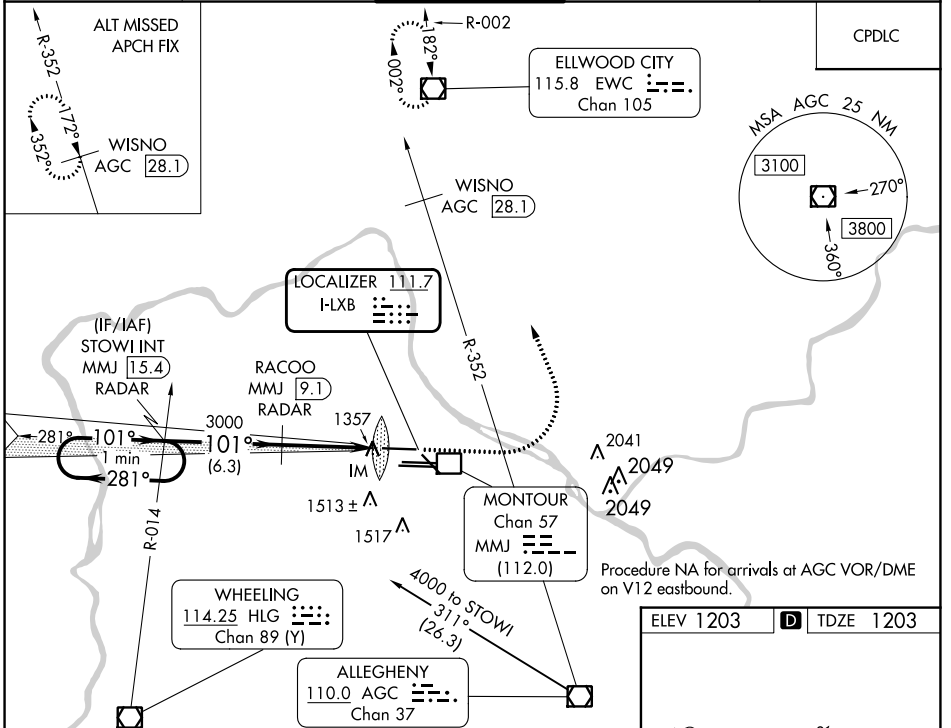 ALT MISSED
APCH FIX
R-352
172°
352°
WISNO
AGC 28.1
R-002
182°
002°
ELLWOOD CITY
115.8 EWC
Chan 105
CPDLC
MSA AGC 25 NM
3100
270°
3800
360°
WISNO
AGC 28.1
LOCALIZER 111.7
I-LXB
R-352
(IF/IAF)
STOWI INT
MMJ 15.4
RADAR
RACOO
MMJ 9.1
RADAR
1357
3000
281°
101°
101°
1 min
(6.3)
281°
IM
2041
2049
2049
1513 ±
1517
MONTOUR
Chan 57
MMJ
(112.0)
R-014
Procedure NA for arrivals at AGC VOR/DME
on V12 eastbound.
4000 to STOWI
311°
(26.3)
WHEELING
114.25 HLG
Chan 89 (Y)
ALLEGHENY
110.0 AGC
Chan 37
ELEV 1203 D TDZE 1203